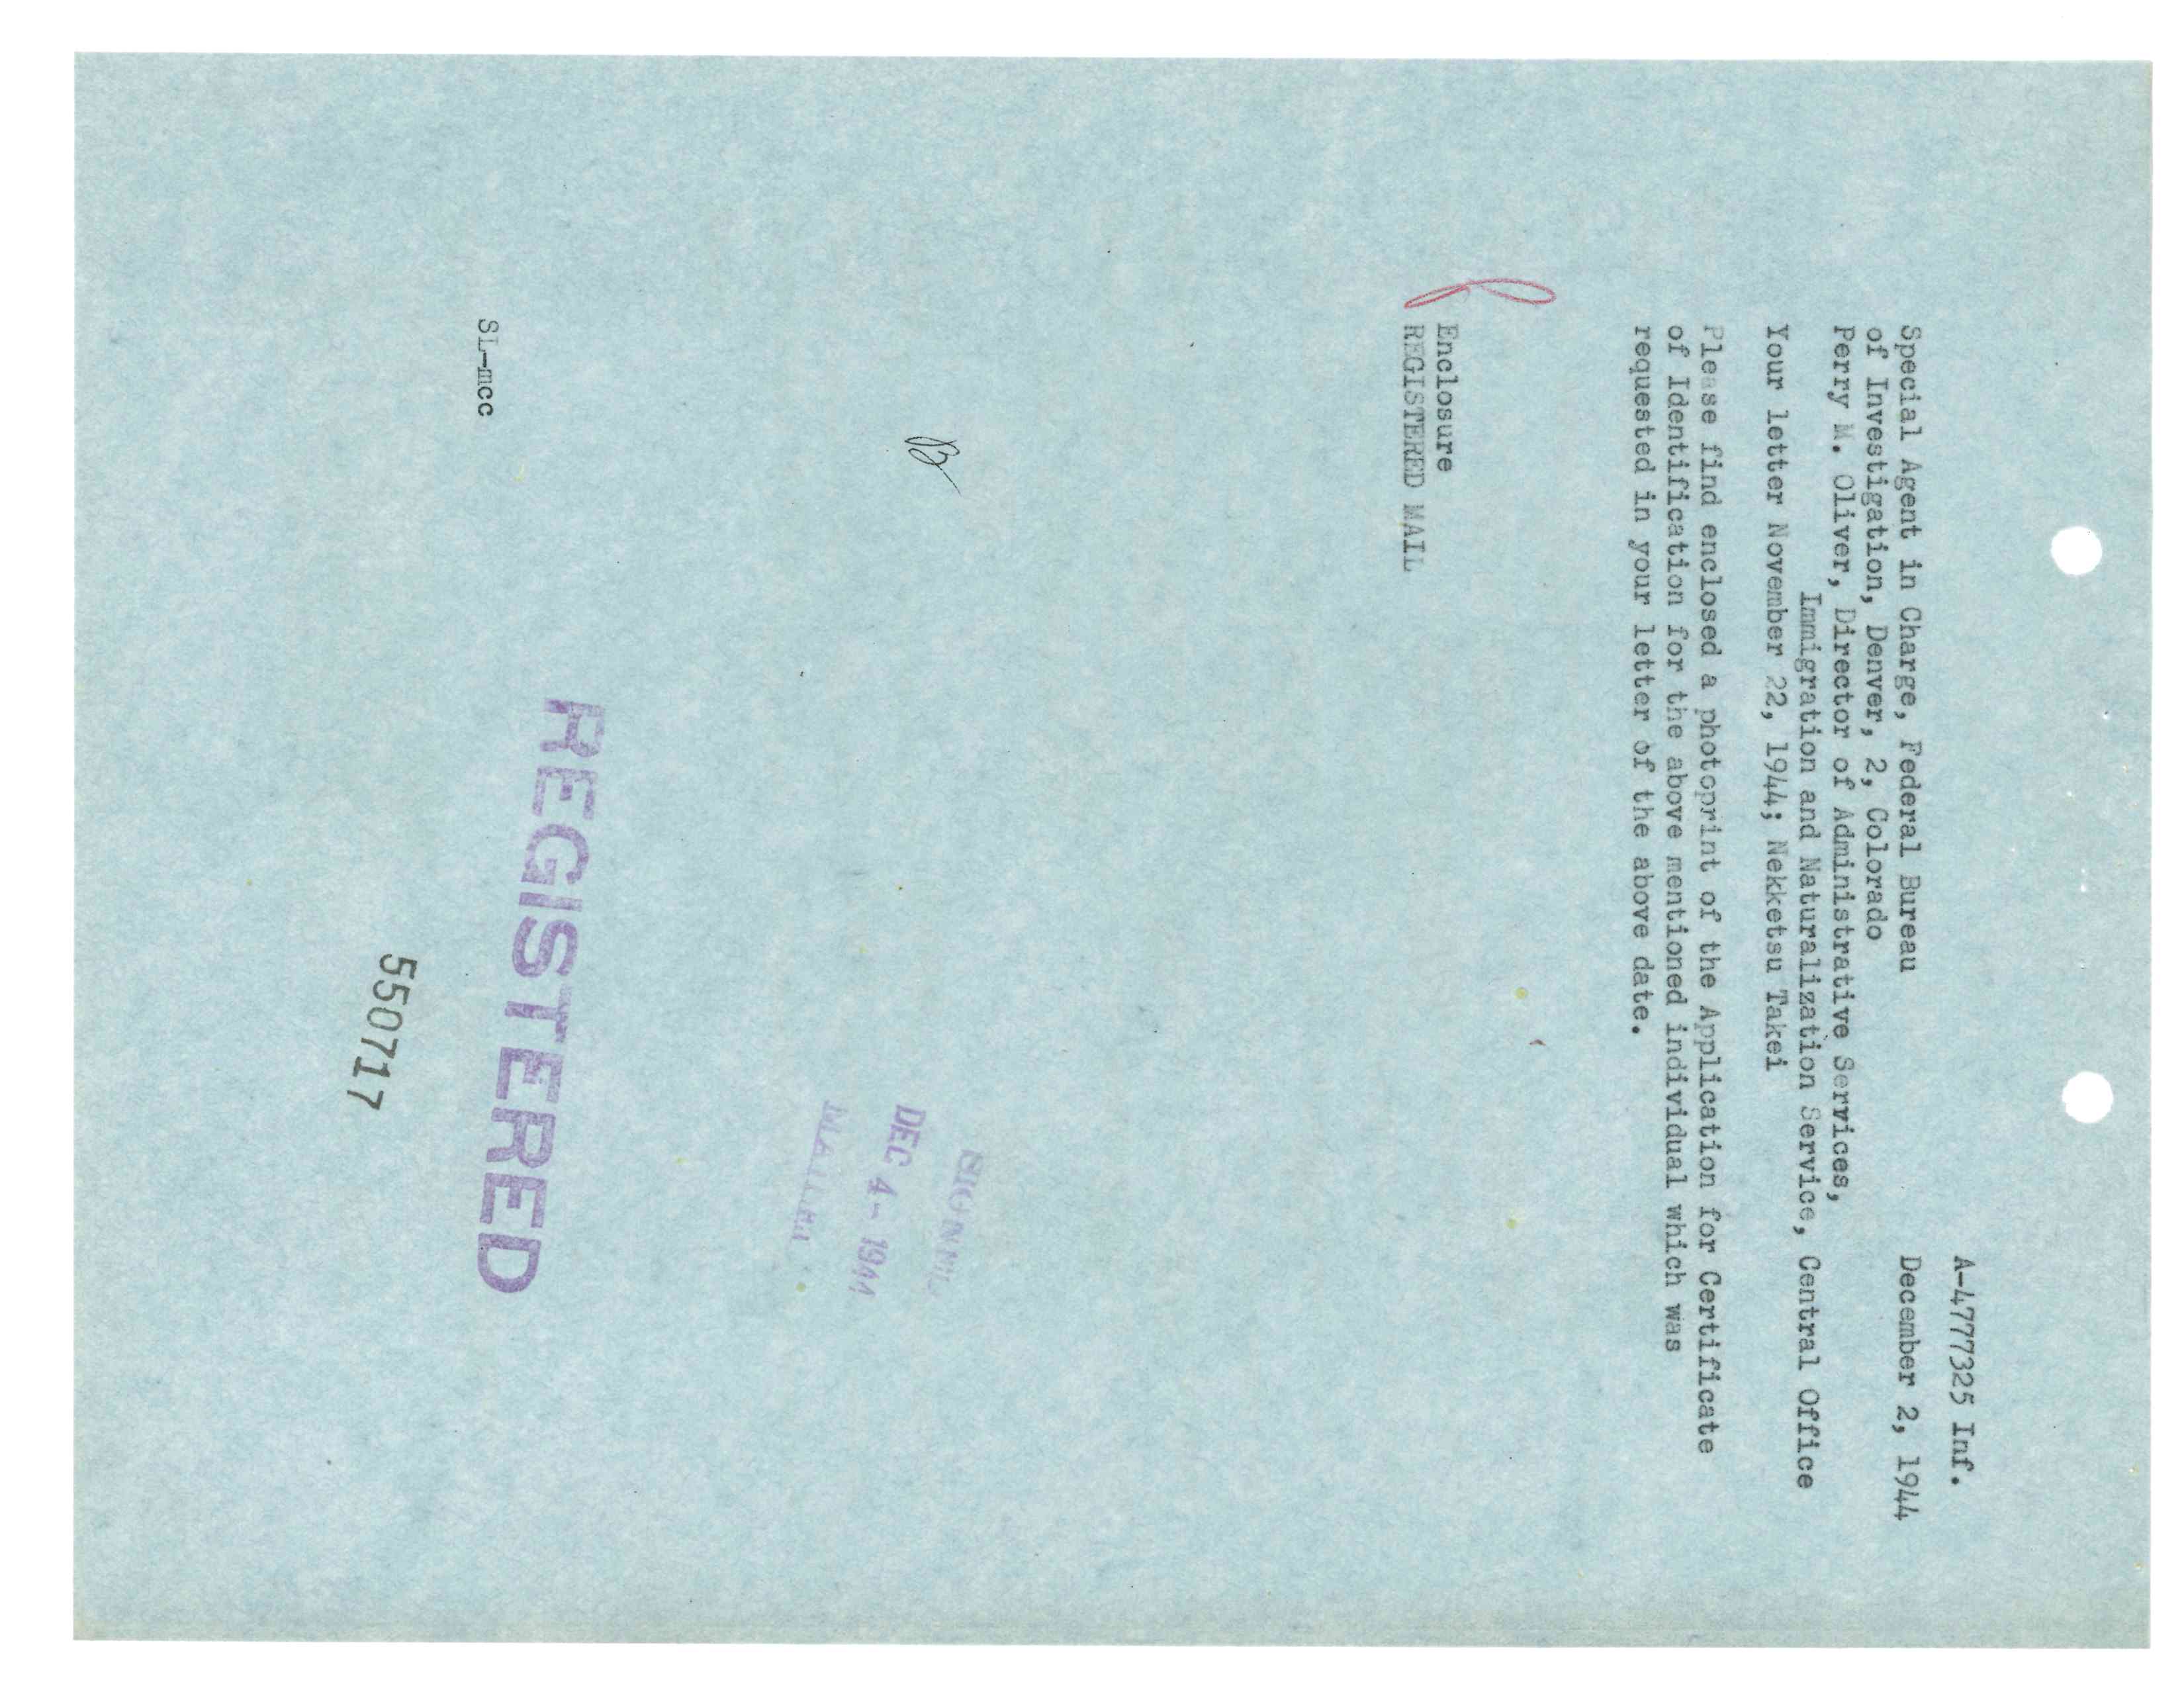 A-4777325 Inf.
Special Agent in Charge, Federal Bureau December 2, 1944
of Investigation, Denver, 2, Colorado
Perry M. Oliver, Director of Administrative Services,
Immigration and Naturalization Service, Central Office
Your letter November 22, 1944; Nekketsu Takei
Please find enclosed a photoprint of the Application for Certificate
of Identification for the above mentioned individual which was
requested in your letter of the above date.
Enclosure
REGISTERED MAIL
B
DEC 4- 1944
MAILED
REGISTERED
SL-mcc
550717